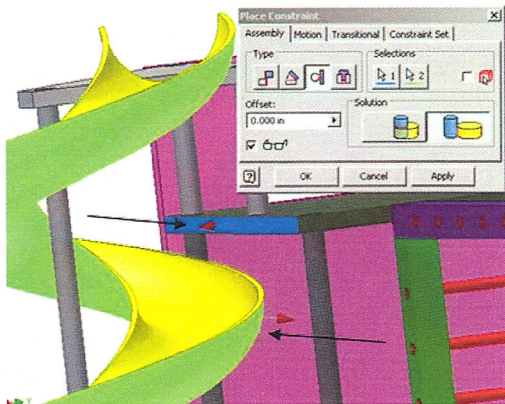 Place Constraint
Assembly Motion Transitional Constraint Set
Type
Selections
1 2
Offset:
0.000 in
Solution
OK Cancel Apply